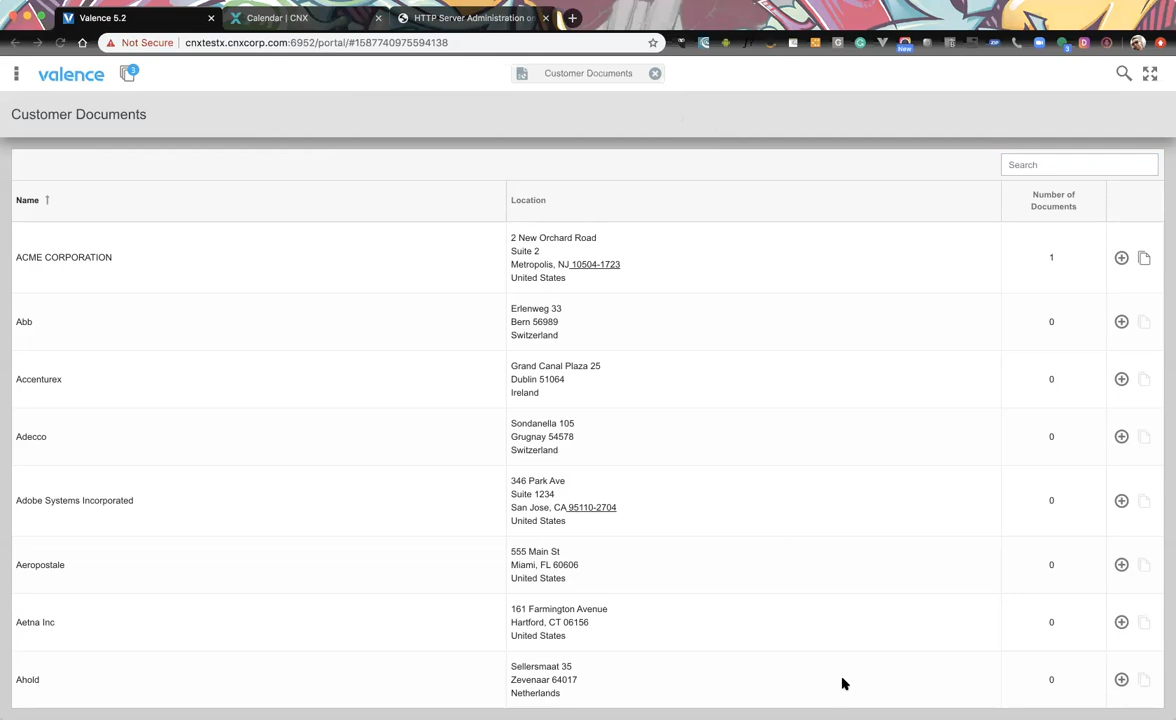 Valence 5.2
Calendar | CNX
HTTP Server Administration on
Not Secure
cnxtestx.cnxcorp.com:6952/portal/#1587740975594138
New
3
valence
3
Customer Documents
Customer Documents
Search
Name
Location
Number of
Documents
ACME CORPORATION
2 New Orchard Road
Suite 2
Metropolis, NJ 10504-1723
United States
1
Abb
Erlenweg 33
Bern 56989
Switzerland
0
Accenturex
Grand Canal Plaza 25
Dublin 51064
Ireland
0
Adecco
Sondanella 105
Grugnay 54578
Switzerland
0
Adobe Systems Incorporated
346 Park Ave
Suite 1234
San Jose, CA 95110-2704
United States
0
Aeropostale
555 Main St
Miami, FL 60606
United States
0
Aetna Inc
161 Farmington Avenue
Hartford, CT 06156
United States
0
Ahold
Sellersmaat 35
Zevenaar 64017
Netherlands
0